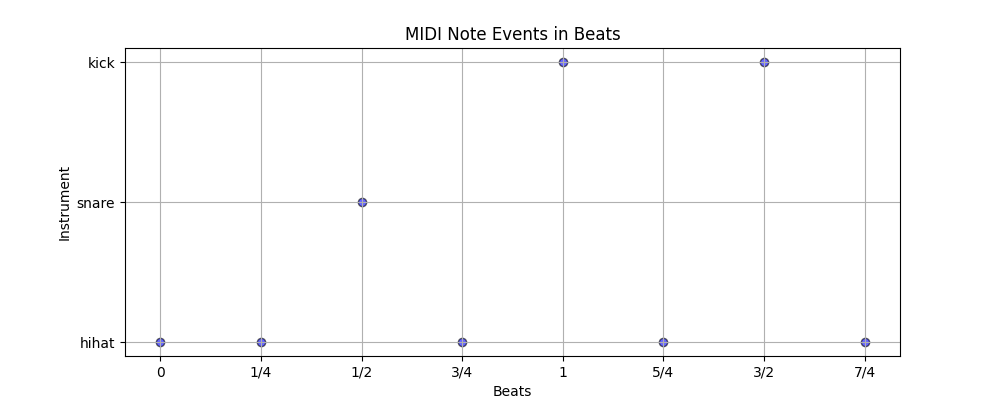 MIDI Note Events in Beats
Instrument
kick
snare
hihat
0 1/4 1/2 3/4 1 5/4 3/2 7/4
Beats